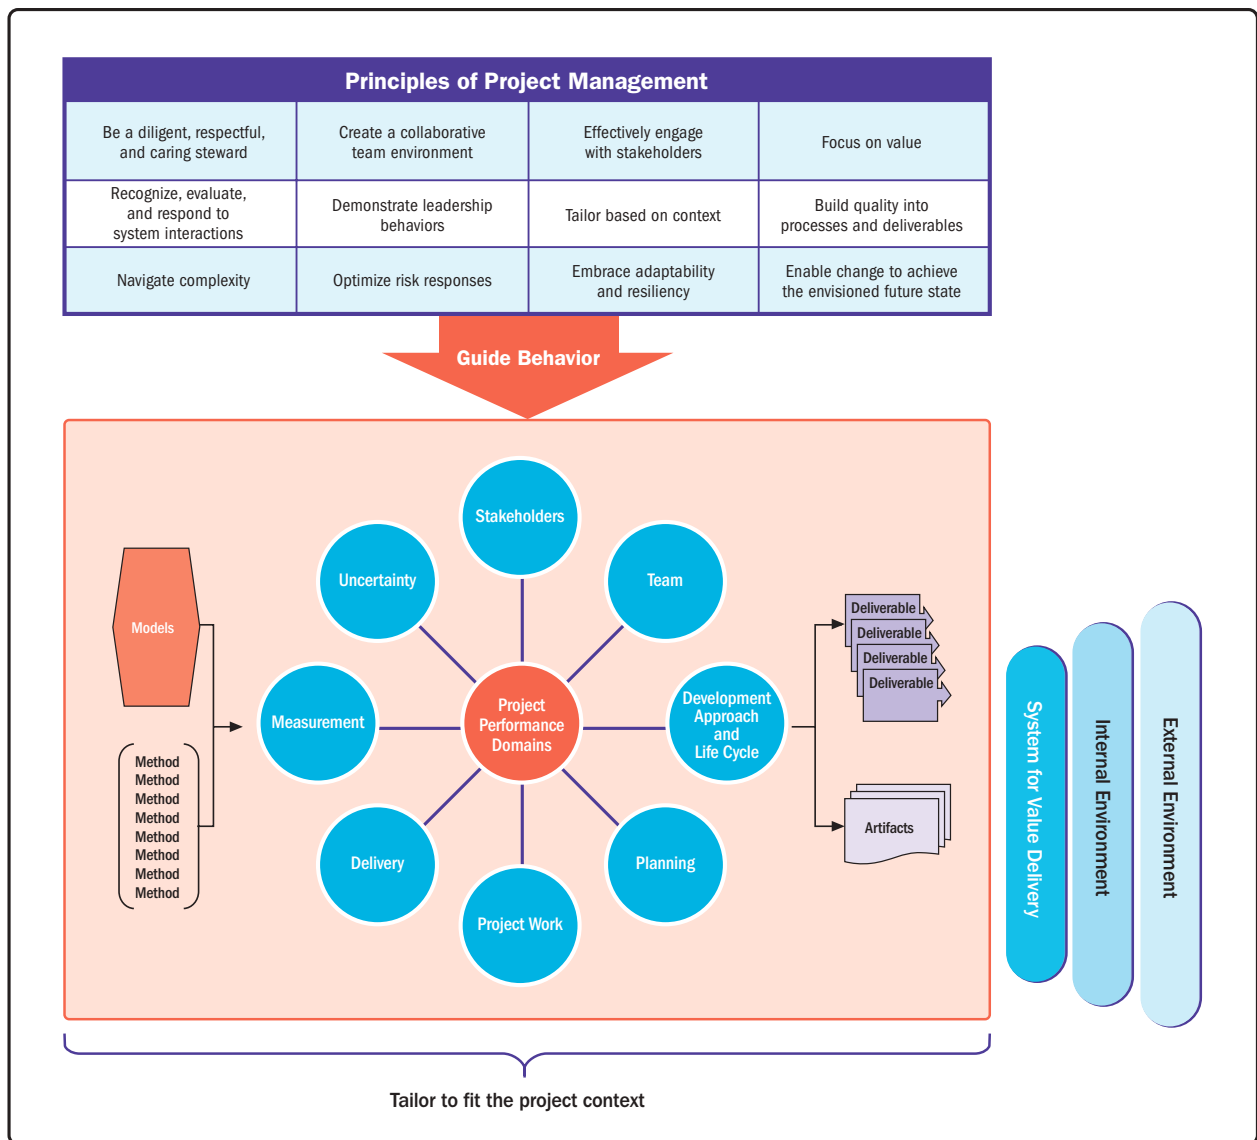 Principles of Project Management
Be a diligent, respectful,
and caring steward
Create a collaborative
team environment
Effectively engage
with stakeholders
Focus on value
Recognize, evaluate,
and respond to
system interactions
Demonstrate leadership
behaviors
Tailor based on context
Build quality into
processes and deliverables
Navigate complexity
Optimize risk responses
Embrace adaptability
and resiliency
Enable change to achieve
the envisioned future state
Guide Behavior
Models
Method
Method
Method
Method
Method
Method
Method
Method
Stakeholders
Team
Development
Approach
and
Life Cycle
Planning
Project Work
Delivery
Measurement
Uncertainty
Project
Performance
Domains
Deliverable
Deliverable
Deliverable
Deliverable
Artifacts
System for Value Delivery
Internal Environment
External Environment
Tailor to fit the project context